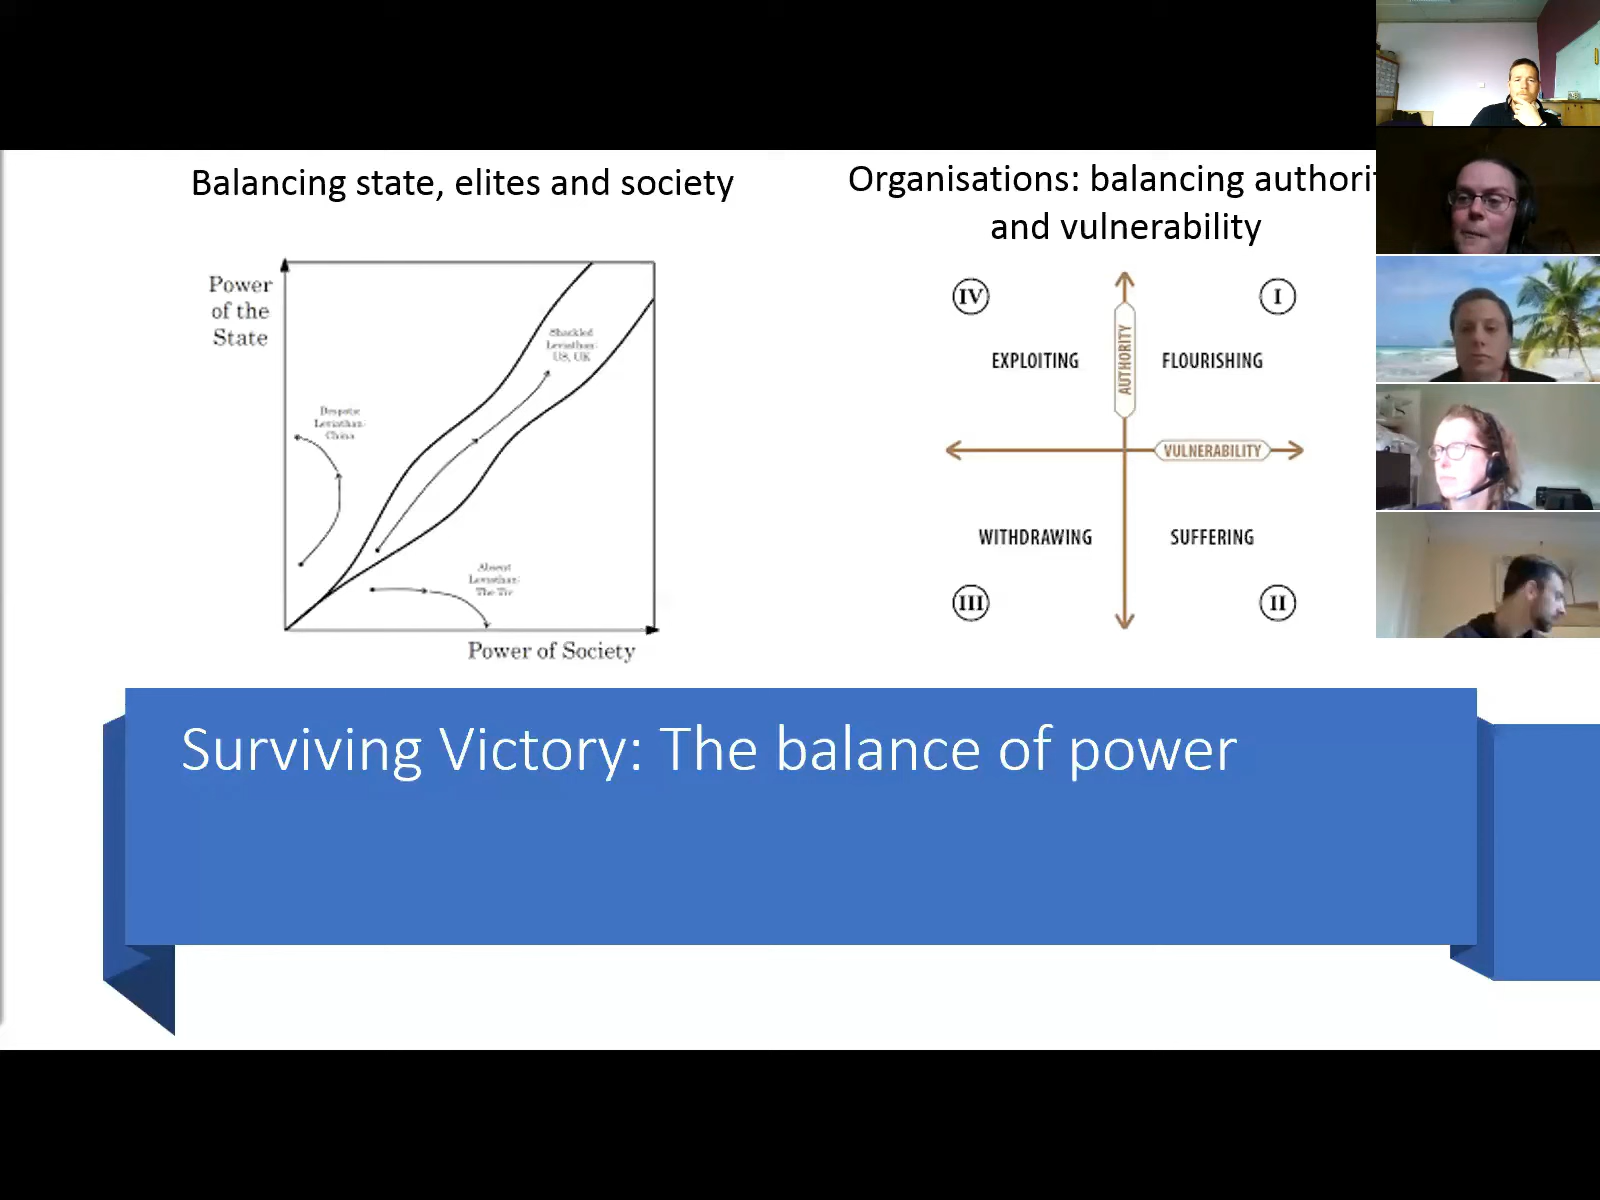 Balancing state, elites and society
Organisations: balancing authori
and vulnerability
Power
of the
State
Shackled
Leviathan:
US, UK
Despotic
Leviathan:
China
Absent
Leviathan:
The Tiv
Power of Society
IV
I
EXPLOITING
FLOURISHING
AUTHORITY
VULNERABILITY
WITHDRAWING
SUFFERING
III
II
Surviving Victory: The balance of power